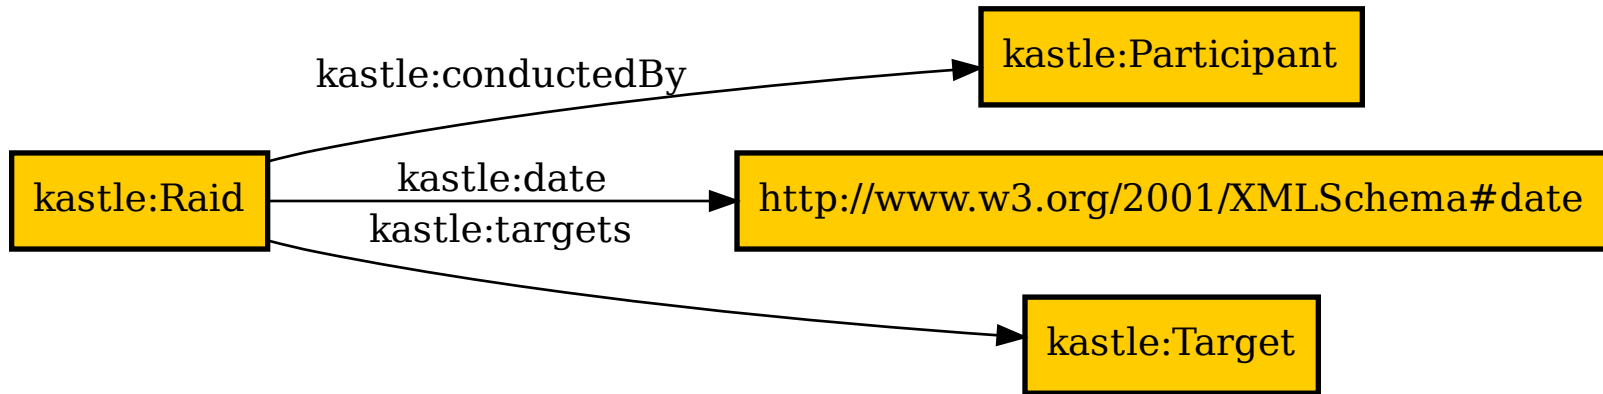 kastle:conductedBy
kastle:Participant
kastle:Raid
kastle:date
http://www.w3.org/2001/XMLSchema#date
kastle:targets
kastle:Target